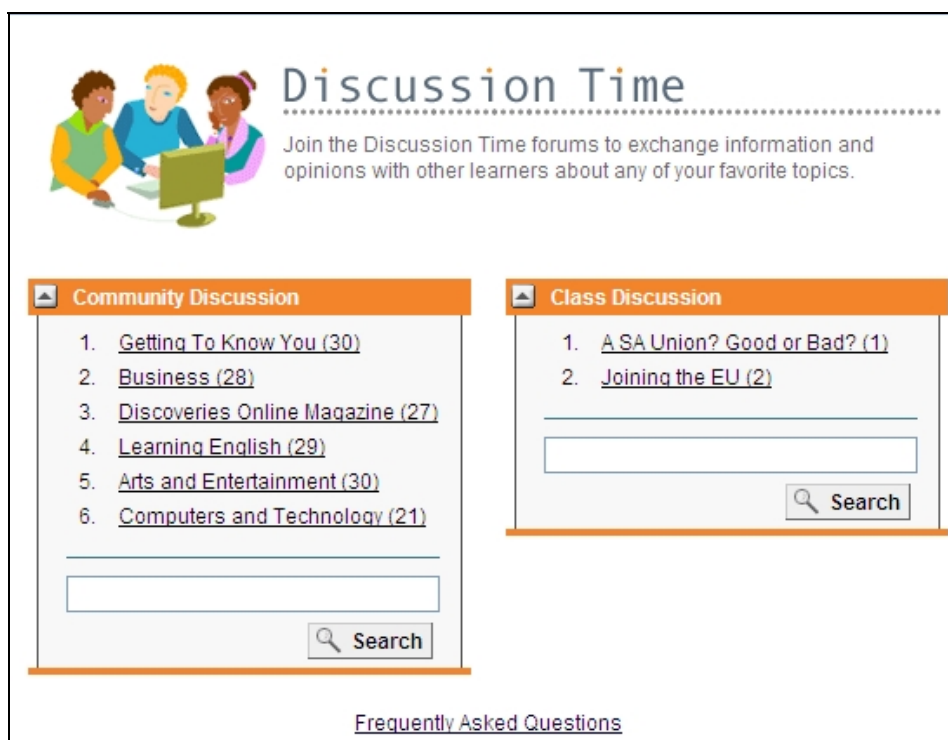 Discussion Time
Join the Discussion Time forums to exchange information and
opinions with other learners about any of your favorite topics.
Community Discussion
1. Getting To Know You (30)
2. Business (28)
3. Discoveries Online Magazine (27)
4. Learning English (29)
5. Arts and Entertainment (30)
6. Computers and Technology (21)
Search
Class Discussion
1. A SA Union? Good or Bad? (1)
2. Joining the EU (2)
Search
Frequently Asked Questions